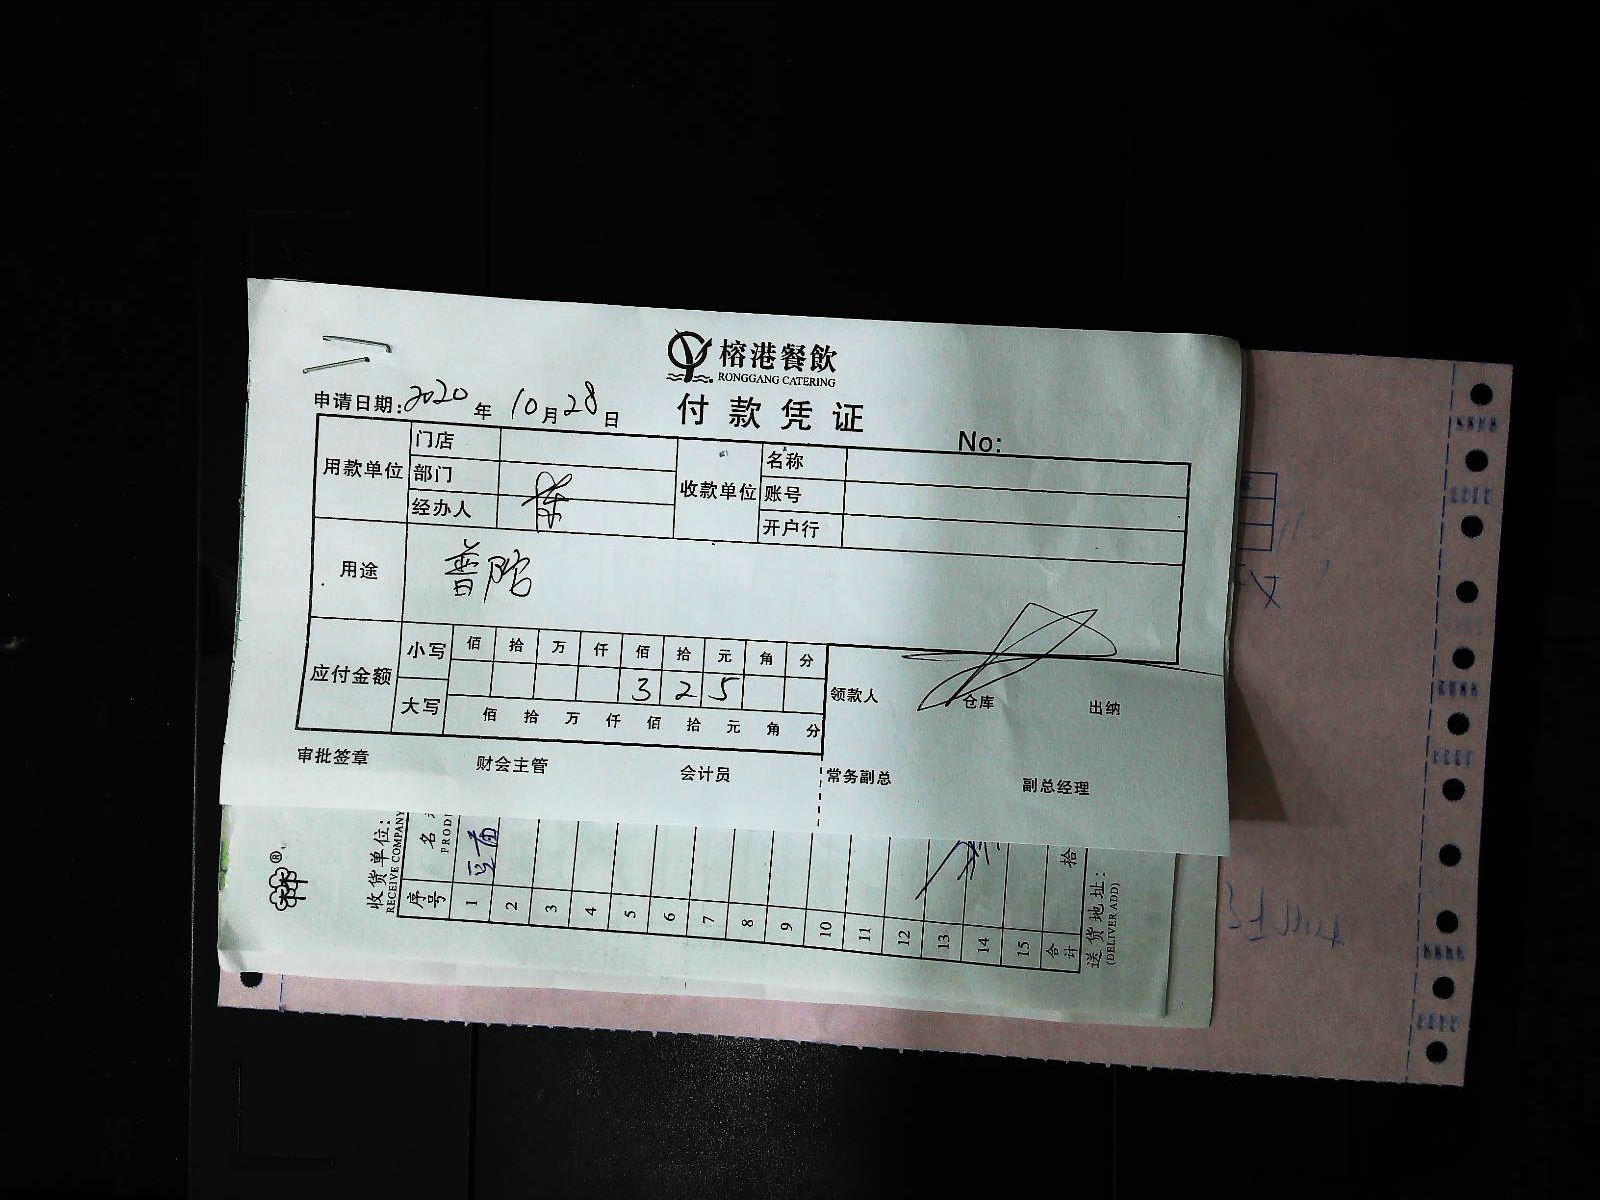 榕港餐飲
RONGGANG CATERING
付款凭证
申请日期:2020年10月28日
No:
用款单位 门店 收款单位 名称
部门 账号
经办人 开户行
用途 普陀
应付金额 小写 佰 拾 万 仟 佰 拾 元 角 分
3 2 5
大写 佰 拾 万 仟 佰 拾 元 角 分
领款人 仓库 出纳
审批签章 财会主管 会计员 常务副总 副总经理
®
收货单位:
RECEIVE COMPANY
序号 名
PRODU
1
2
3
4
5
6
7
8
9
10
11
12
13
14
15
合计 拾
送货地址:
(DELIVER ADD)